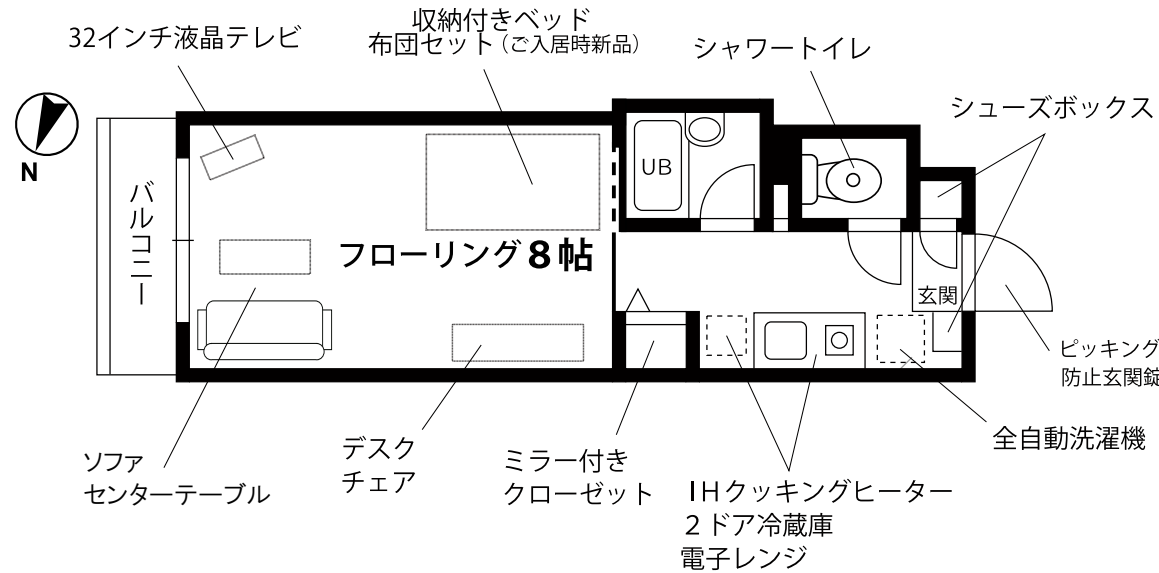 収納付きベッド
32インチ液晶テレビ
布団セット（ご入居時新品）
シャワートイレ
シューズボックス
N
UB
バルコニー
フローリング8帖
玄関
ピッキング
防止玄関錠
全自動洗濯機
デスク
チェア
ソファ
センターテーブル
ミラー付き
クローゼット
IHクッキングヒーター
2ドア冷蔵庫
電子レンジ